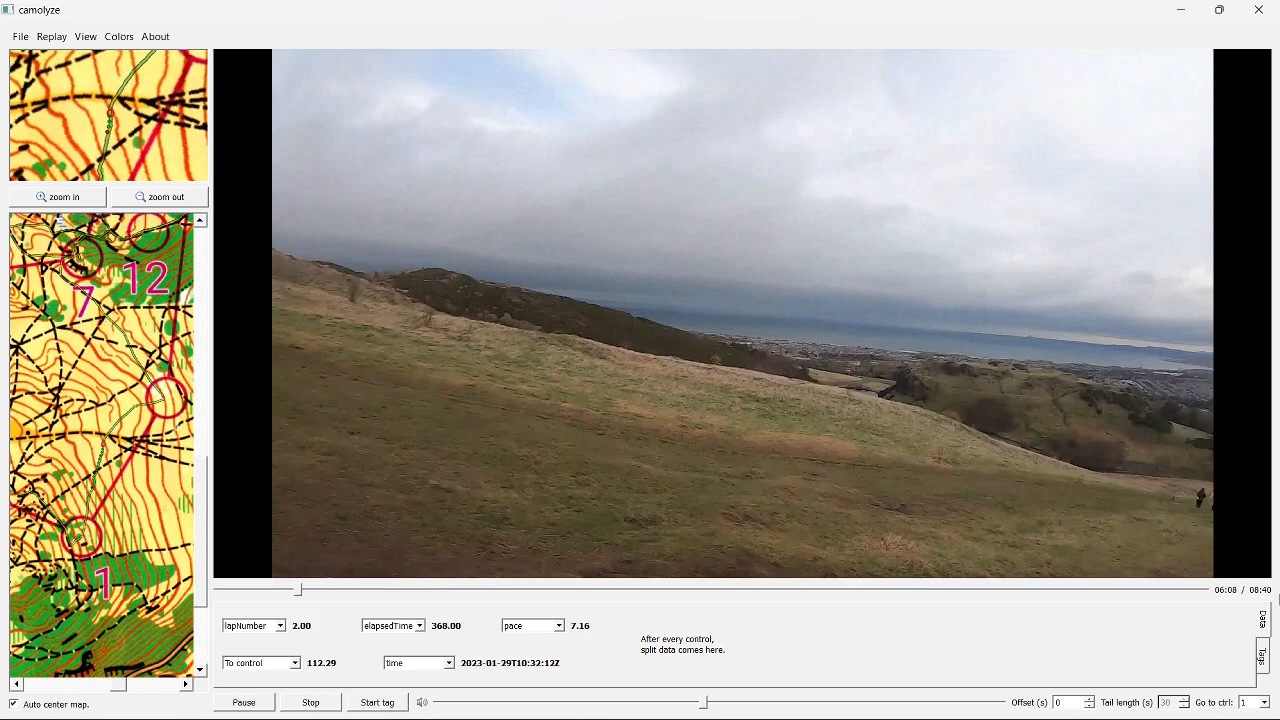 camolyze
File Replay View Colors About
zoom in zoom out
12
7
1
06:08 / 08:40
lapNumber 2.00 elapsedTime 368.00 pace 7.16
After every control,
split data comes here.
To control 112.29 time 2023-01-29T10:32:12Z
Data
Tags
Auto center map.
Pause Stop Start tag Offset (s) 0 Tail length (s) 30 Go to ctrl: 1